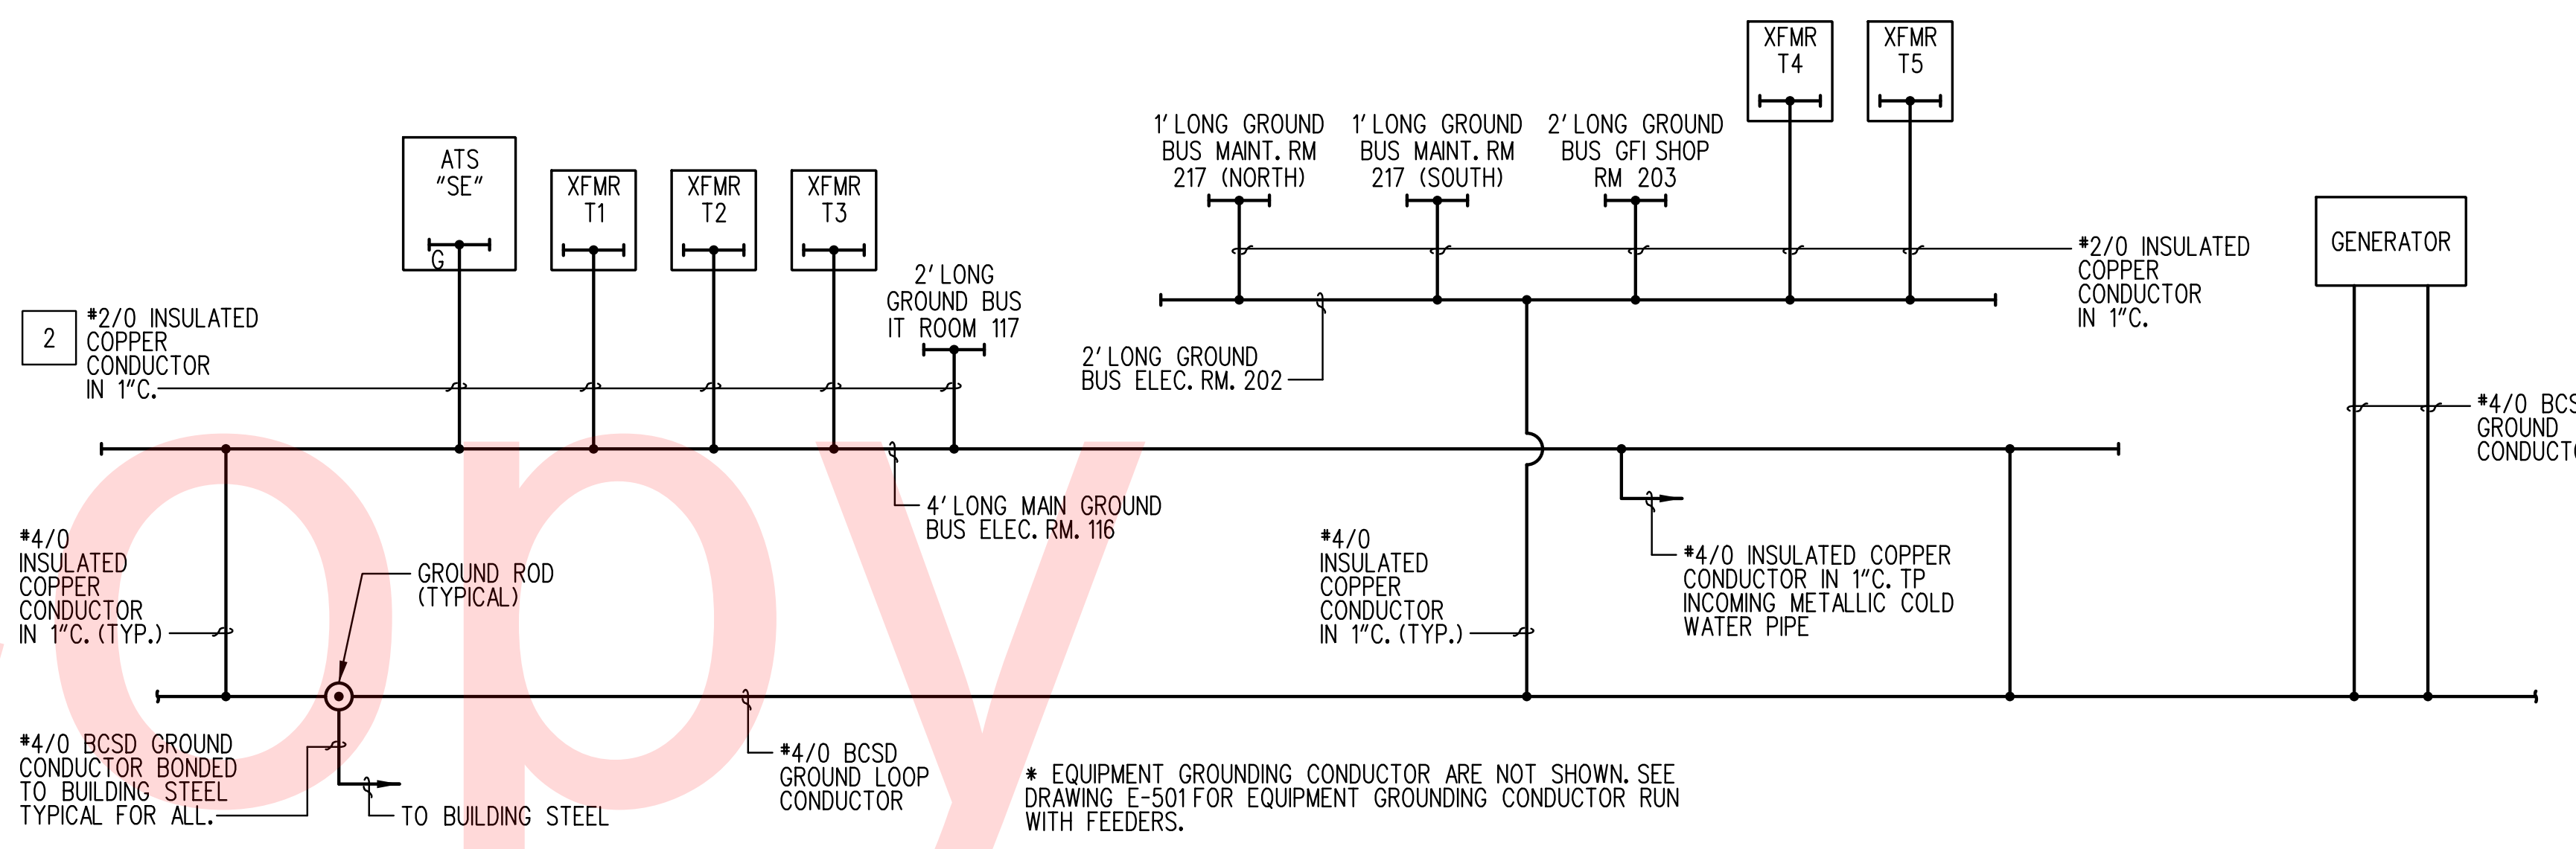 XFMR
T4
XFMR
T5
1' LONG GROUND
BUS MAINT. RM
217 (NORTH)
1' LONG GROUND
BUS MAINT. RM
217 (SOUTH)
2' LONG GROUND
BUS GFI SHOP
RM 203
ATS
"SE"
G
XFMR
T1
XFMR
T2
XFMR
T3
2' LONG
GROUND BUS
IT ROOM 117
GENERATOR
#2/0 INSULATED
COPPER
CONDUCTOR
IN 1"C.
2
#2/0 INSULATED
COPPER
CONDUCTOR
IN 1"C.
2' LONG GROUND
BUS ELEC. RM. 202
#4/0 BCS
GROUND
CONDUCT
4' LONG MAIN GROUND
BUS ELEC. RM. 116
#4/0
INSULATED
COPPER
CONDUCTOR
IN 1"C. (TYP.)
GROUND ROD
(TYPICAL)
#4/0
INSULATED
COPPER
CONDUCTOR
IN 1"C. (TYP.)
#4/0 INSULATED COPPER
CONDUCTOR IN 1"C. TP
INCOMING METALLIC COLD
WATER PIPE
#4/0 BCSD GROUND
CONDUCTOR BONDED
TO BUILDING STEEL
TYPICAL FOR ALL.
TO BUILDING STEEL
#4/0 BCSD
GROUND LOOP
CONDUCTOR
* EQUIPMENT GROUNDING CONDUCTOR ARE NOT SHOWN. SEE
DRAWING E-501 FOR EQUIPMENT GROUNDING CONDUCTOR RUN
WITH FEEDERS.
opy